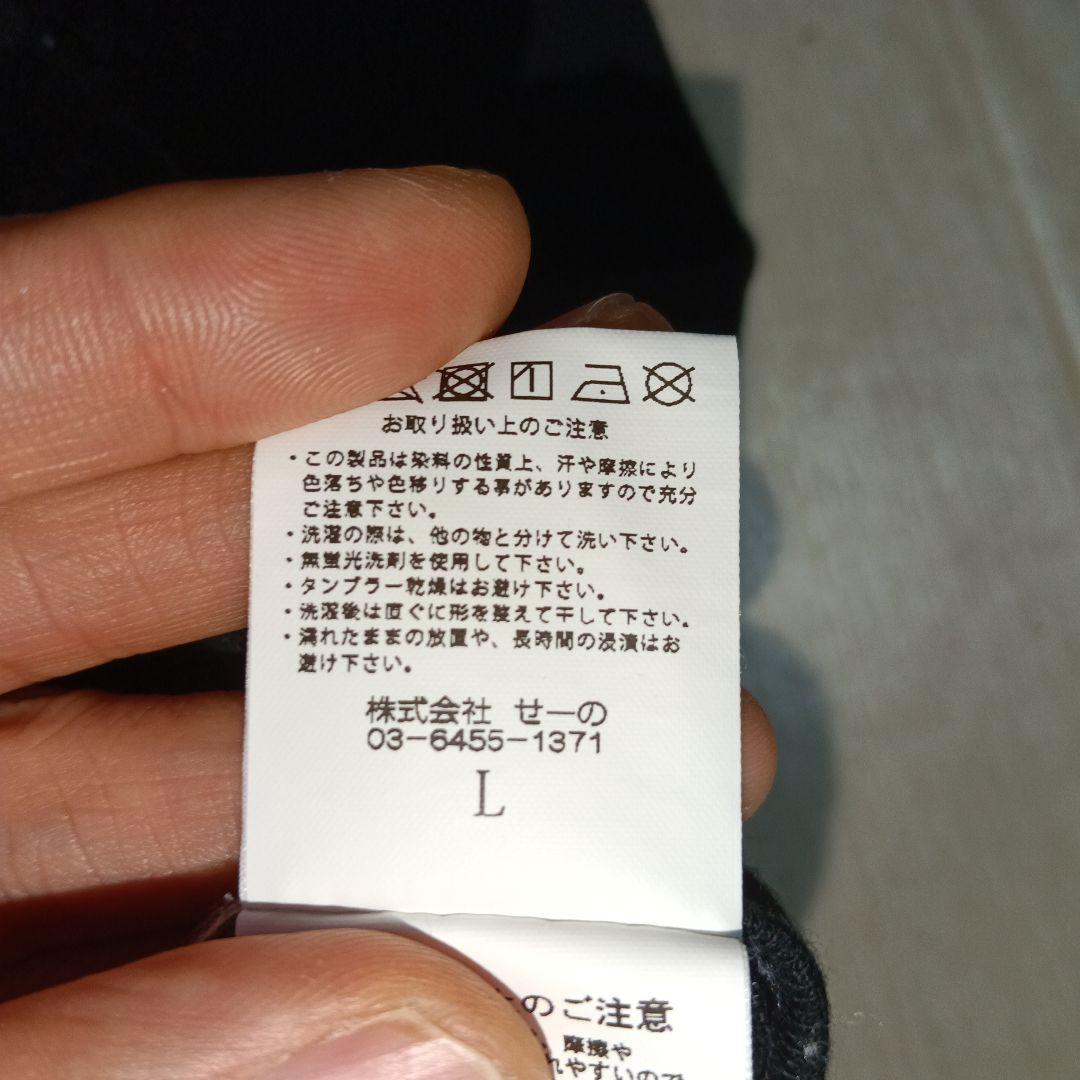 お取り扱い上のご注意
・この製品は染料の性質上、汗や摩擦により
色落ちや色移りする事がありますので充分
ご注意下さい。
・洗濯の際は、他の物と分けて洗い下さい。
・無蛍光洗剤を使用して下さい。
・タンブラー乾燥はお避け下さい。
・洗濯後は直ぐに形を整えて干して下さい。
・濡れたままの放置や、長時間の浸漬はお
避け下さい。
株式会社 せーの
03-6455-1371
L
のご注意
摩擦や
れやすいので